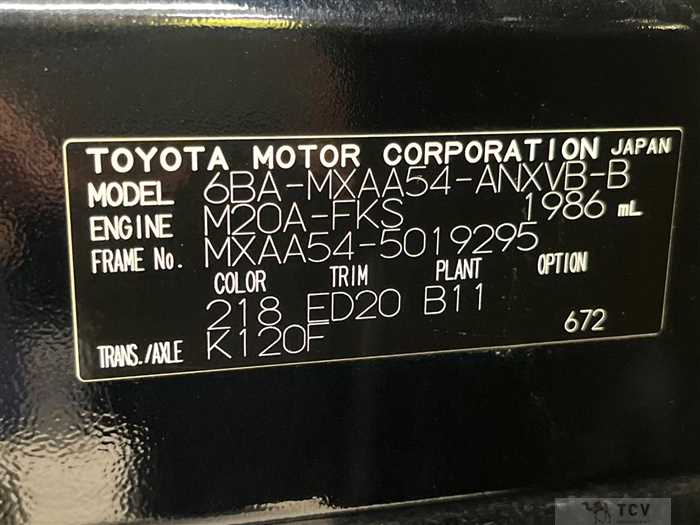 TOYOTA MOTOR CORPORATION JAPAN
MODEL 6BA-MXAA54-ANXVB-B
ENGINE M20A-FKS 1986 mL
FRAME No. MXAA54-5019295
COLOR TRIM PLANT OPTION
218 ED20 B11
672
TRANS./AXLE K120F
TCV